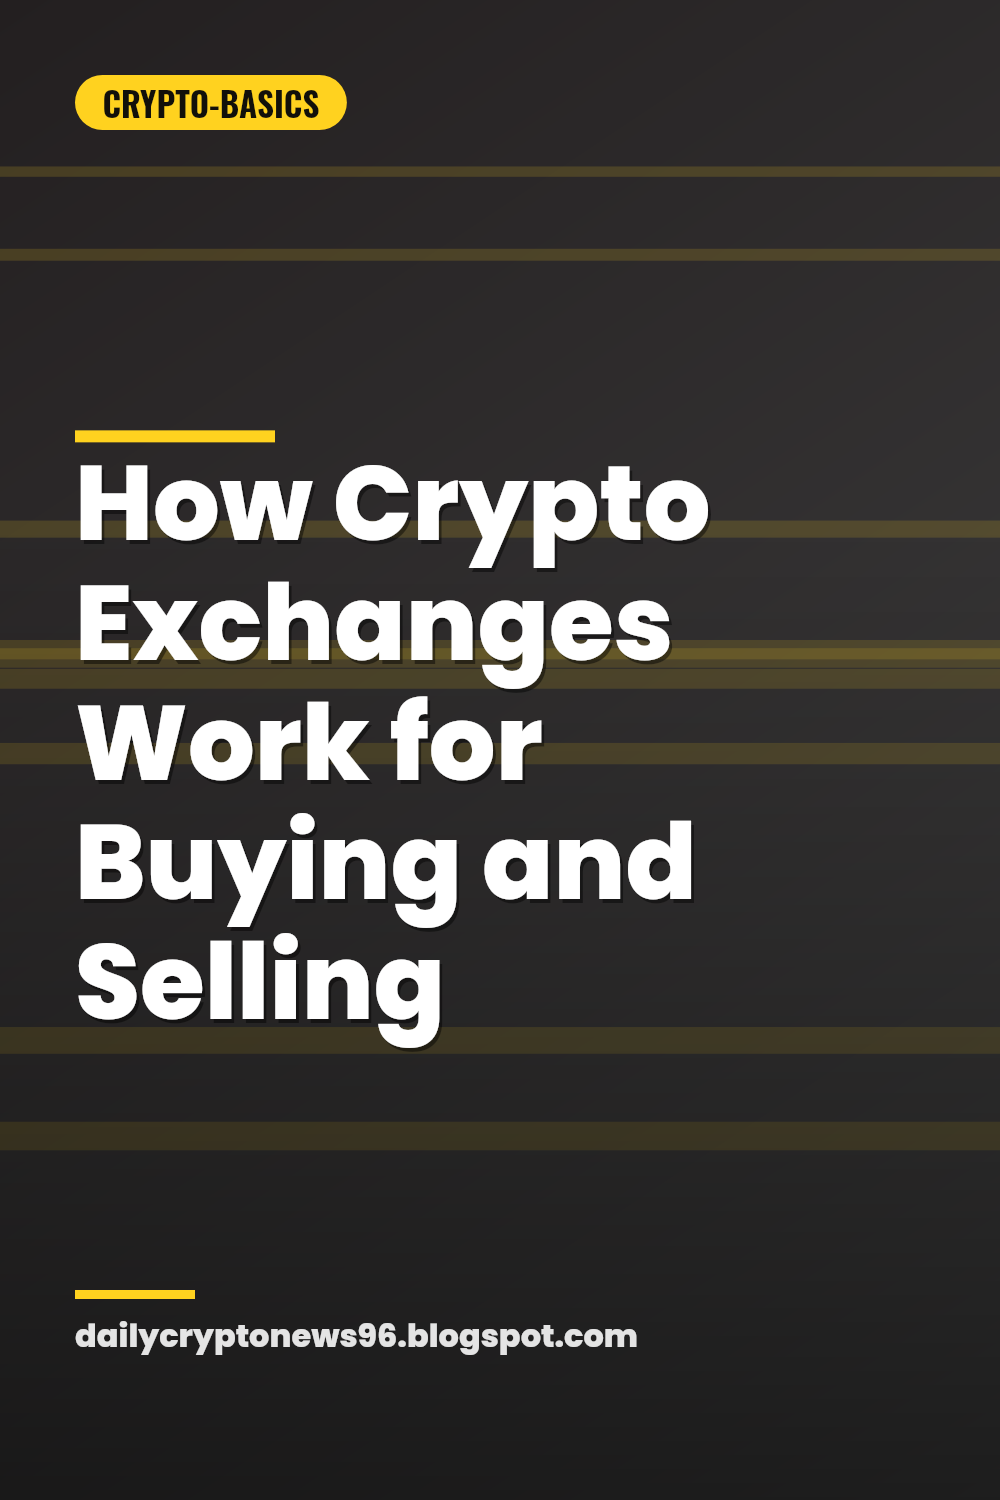 CRYPTO-BASICS
How Crypto
Exchanges
Work for
Buying and
Selling
dailycryptonews96.blogspot.com